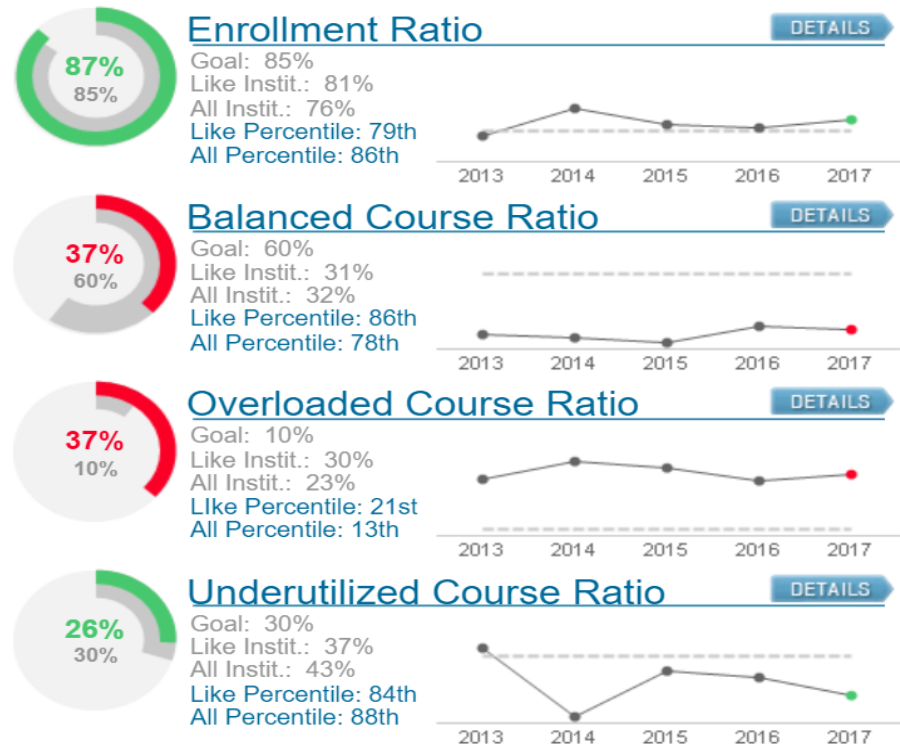 87%
85%
Enrollment Ratio
DETAILS
Goal: 85%
Like Instit.: 81%
All Instit.: 76%
Like Percentile: 79th
All Percentile: 86th
2013 2014 2015 2016 2017
37%
60%
Balanced Course Ratio
DETAILS
Goal: 60%
Like Instit.: 31%
All Instit.: 32%
Like Percentile: 86th
All Percentile: 78th
2013 2014 2015 2016 2017
37%
10%
Overloaded Course Ratio
DETAILS
Goal: 10%
Like Instit.: 30%
All Instit.: 23%
LIke Percentile: 21st
All Percentile: 13th
2013 2014 2015 2016 2017
26%
30%
Underutilized Course Ratio
DETAILS
Goal: 30%
Like Instit.: 37%
All Instit.: 43%
Like Percentile: 84th
All Percentile: 88th
2013 2014 2015 2016 2017